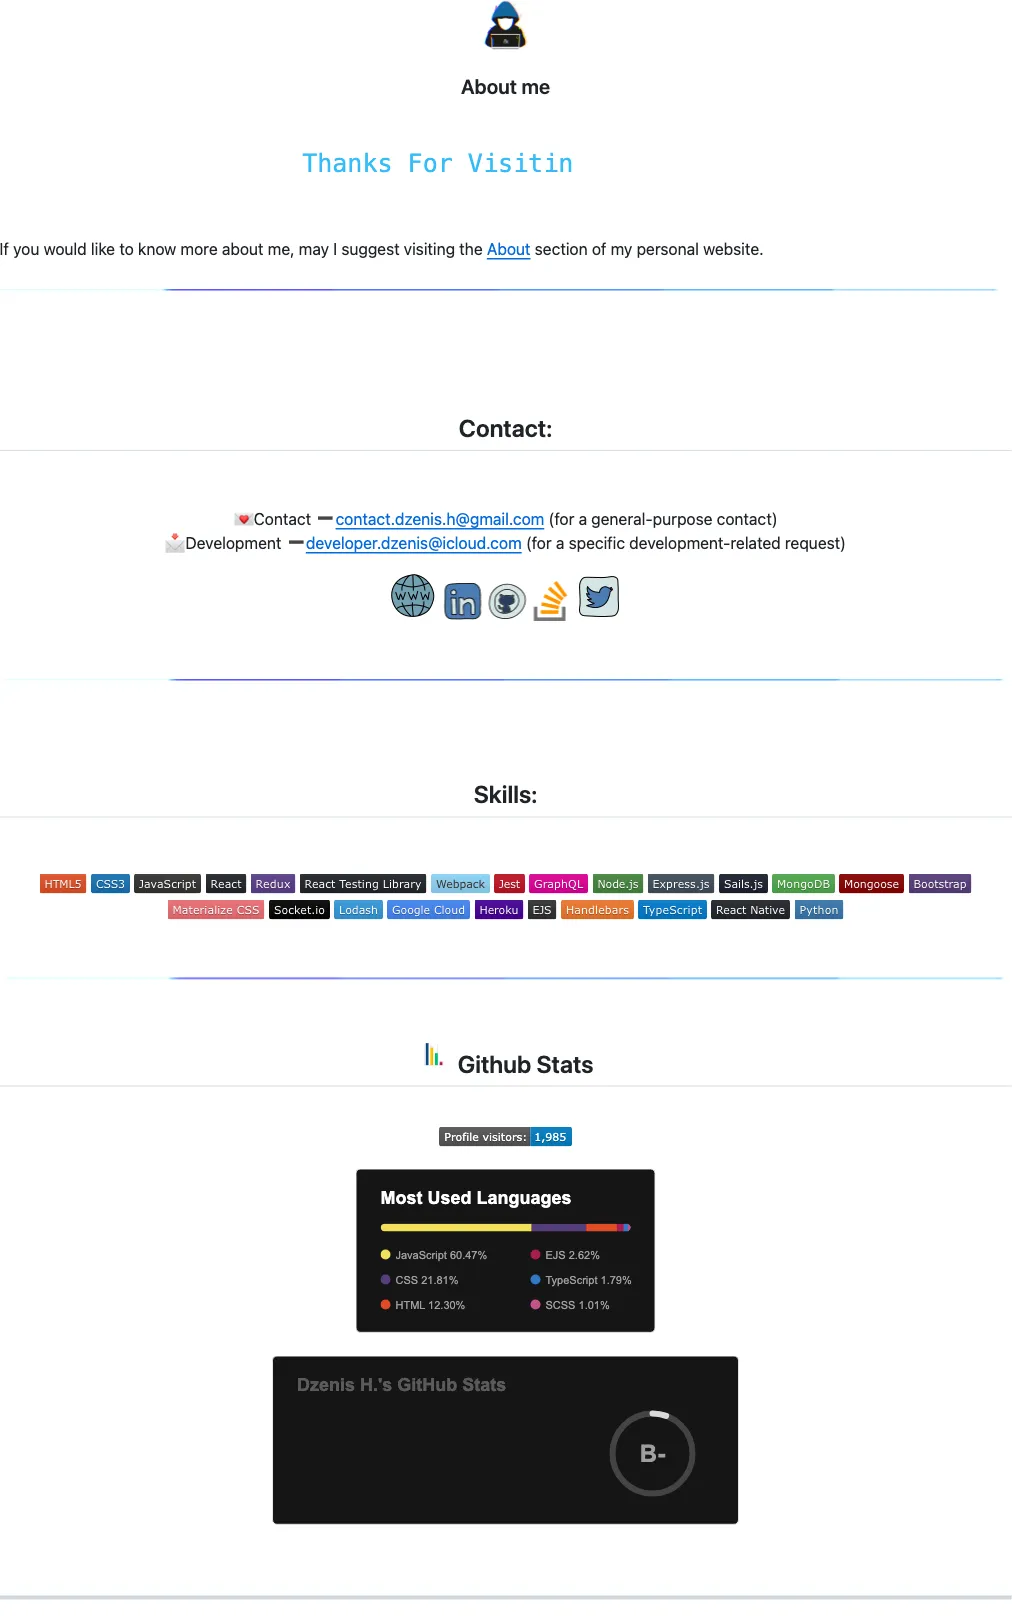 About me
Thanks For Visitin
If you would like to know more about me, may I suggest visiting the About section of my personal website.
Contact:
Contact contact.dzenis.h@gmail.com (for a general-purpose contact)
Development developer.dzenis@icloud.com (for a specific development-related request)
WWW in
Skills:
HTML5 CSS3 JavaScript React Redux React Testing Library Webpack Jest GraphQL Node.js Express.js Sails.js MongoDB Mongoose Bootstrap
Materialize CSS Socket.io Lodash Google Cloud Heroku EJS Handlebars TypeScript React Native Python
Github Stats
Profile visitors: 1,985
Most Used Languages
JavaScript 60.47% EJS 2.62%
CSS 21.81% TypeScript 1.79%
HTML 12.30% SCSS 1.01%
Dzenis H.'s GitHub Stats
B-